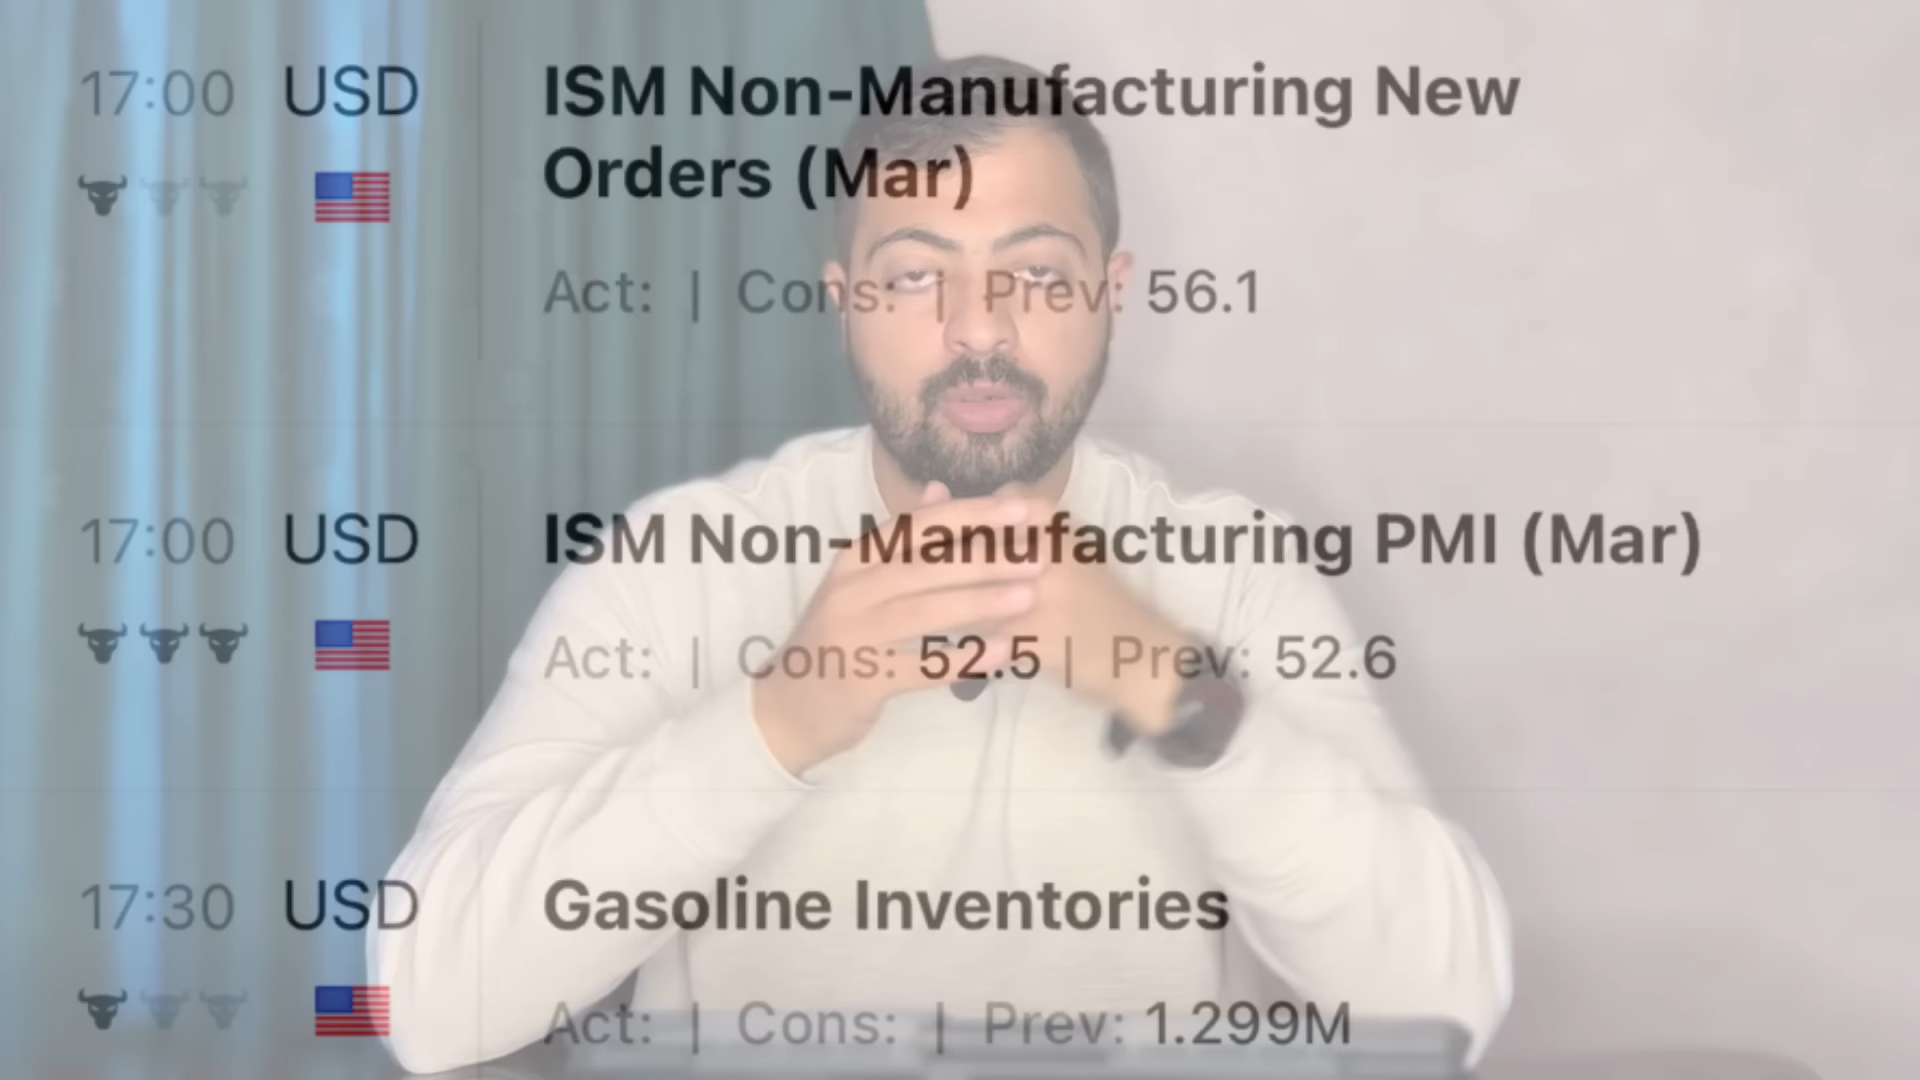 17:00 USD ISM Non-Manufacturing New
Orders (Mar)
Act: | Cons: | Prev: 56.1
17:00 USD ISM Non-Manufacturing PMI (Mar)
Act: | Cons: 52.5 | Prev: 52.6
17:30 USD Gasoline Inventories
Act: | Cons: | Prev: 1.299M